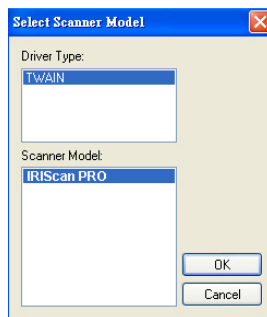 Select Scanner Model
Driver Type:
TWAIN
Scanner Model:
IRIScan PRO
OK
Cancel